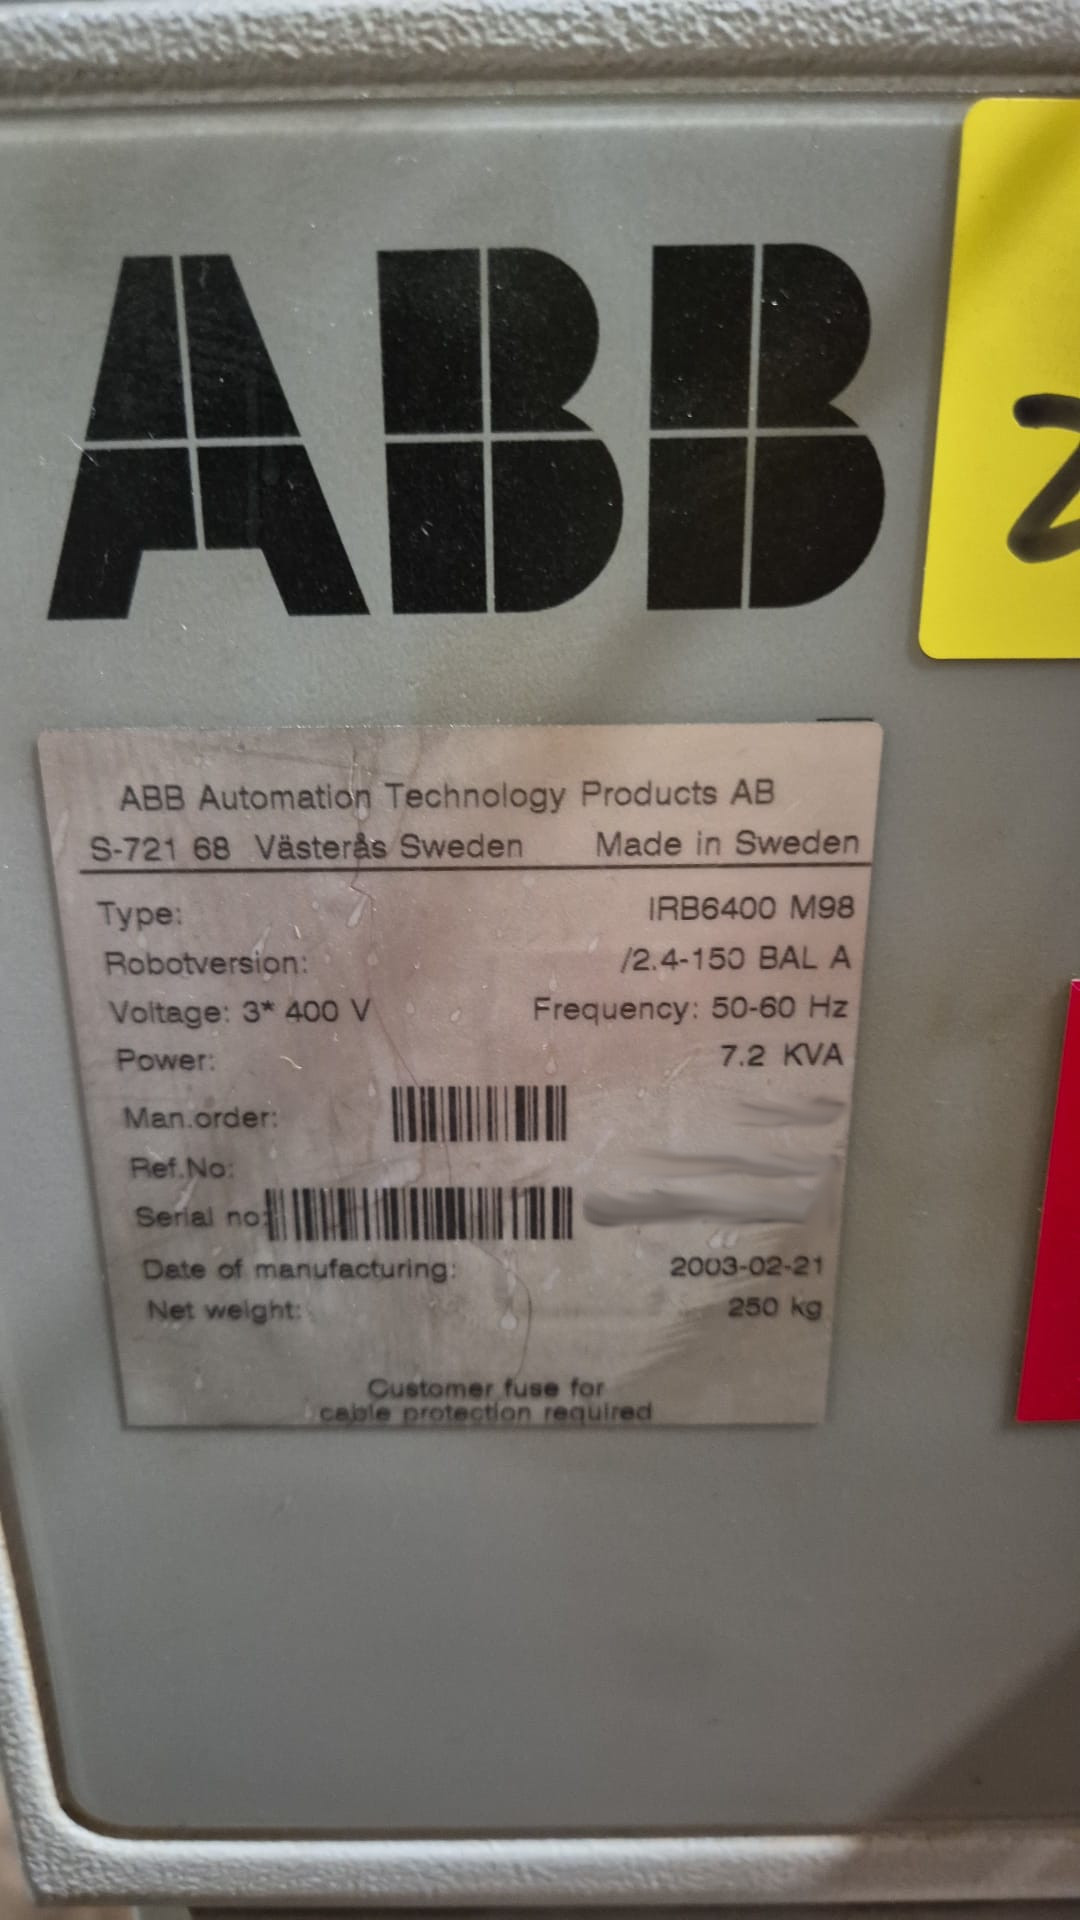 ABB
2
ABB Automation Technology Products AB
S-721 68 Västerås Sweden Made in Sweden
Type: IRB6400 M98
Robotversion: /2.4-150 BAL A
Voltage: 3* 400 V Frequency: 50-60 Hz
Power: 7.2 KVA
Man.order:
Ref.No:
Serial no:
Date of manufacturing: 2003-02-21
Net weight: 250 kg
Customer fuse for
cable protection required